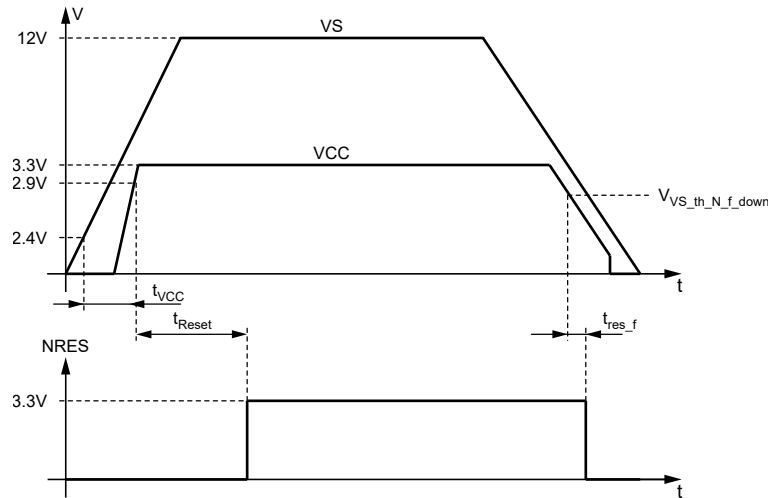 V
VS
12V
VCC
3.3V
2.9V
V_VS_th_N_f_down
2.4V
t
t_VCC
t_Reset
t_res_f
NRES
3.3V
t